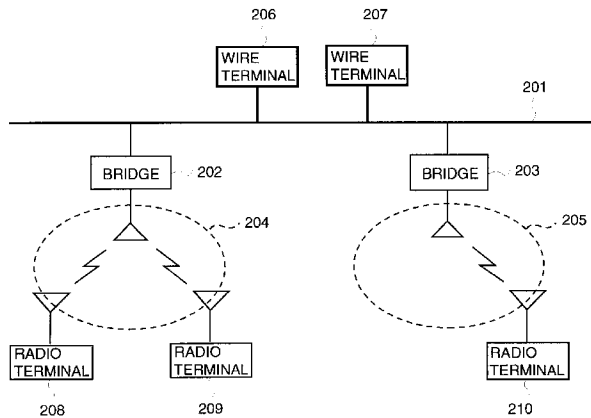 206
207
WIRE
TERMINAL
WIRE
TERMINAL
201
BRIDGE
202
BRIDGE
203
204
205
RADIO
TERMINAL
RADIO
TERMINAL
RADIO
TERMINAL
208
209
210